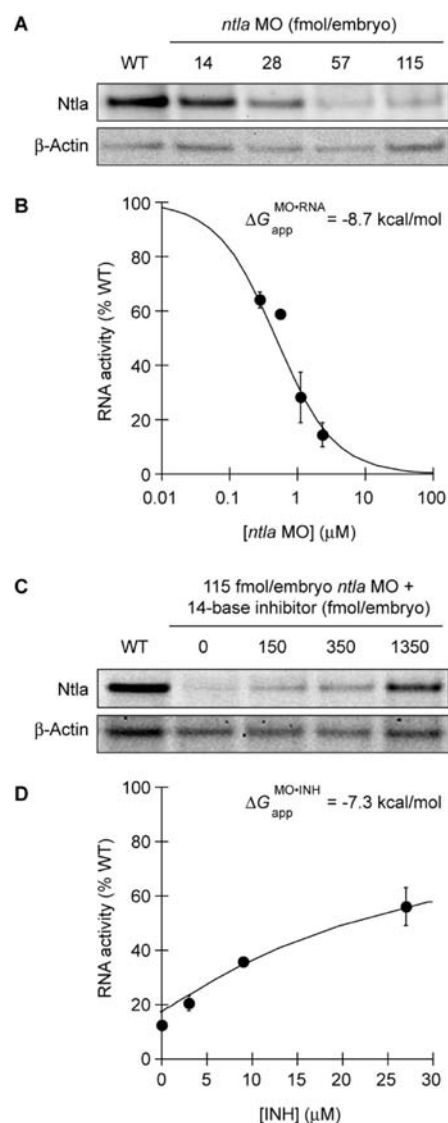 A
ntla MO (fmol/embryo)
WT 14 28 57 115
Ntla
β-Actin
B
ΔG app MO•RNA = -8.7 kcal/mol
RNA activity (% WT)
100
80
60
40
20
0
0.01 0.1 1 10 100
[ntla MO] (μM)
C
115 fmol/embryo ntla MO +
14-base inhibitor (fmol/embryo)
WT 0 150 350 1350
Ntla
β-Actin
D
ΔG app MO•INH = -7.3 kcal/mol
RNA activity (% WT)
100
80
60
40
20
0
0 5 10 15 20 25 30
[INH] (μM)